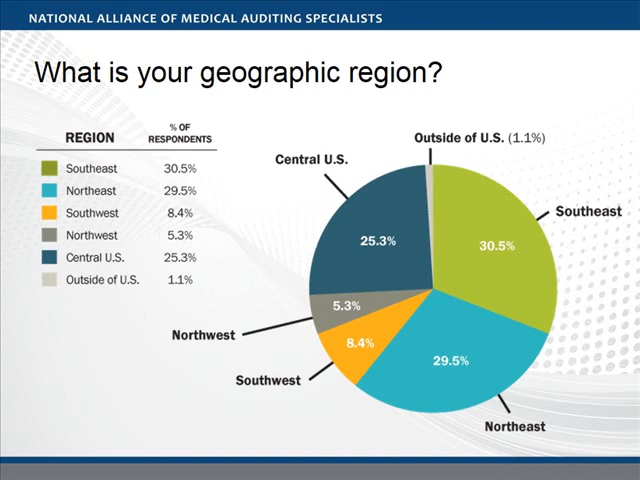 NATIONAL ALLIANCE OF MEDICAL AUDITING SPECIALISTS
What is your geographic region?
REGION
% OF
RESPONDENTS
Southeast 30.5%
Northeast 29.5%
Southwest 8.4%
Northwest 5.3%
Central U.S. 25.3%
Outside of U.S. 1.1%
Outside of U.S. (1.1%)
Central U.S.
Southeast
25.3%
30.5%
5.3%
Northwest
8.4%
29.5%
Southwest
Northeast